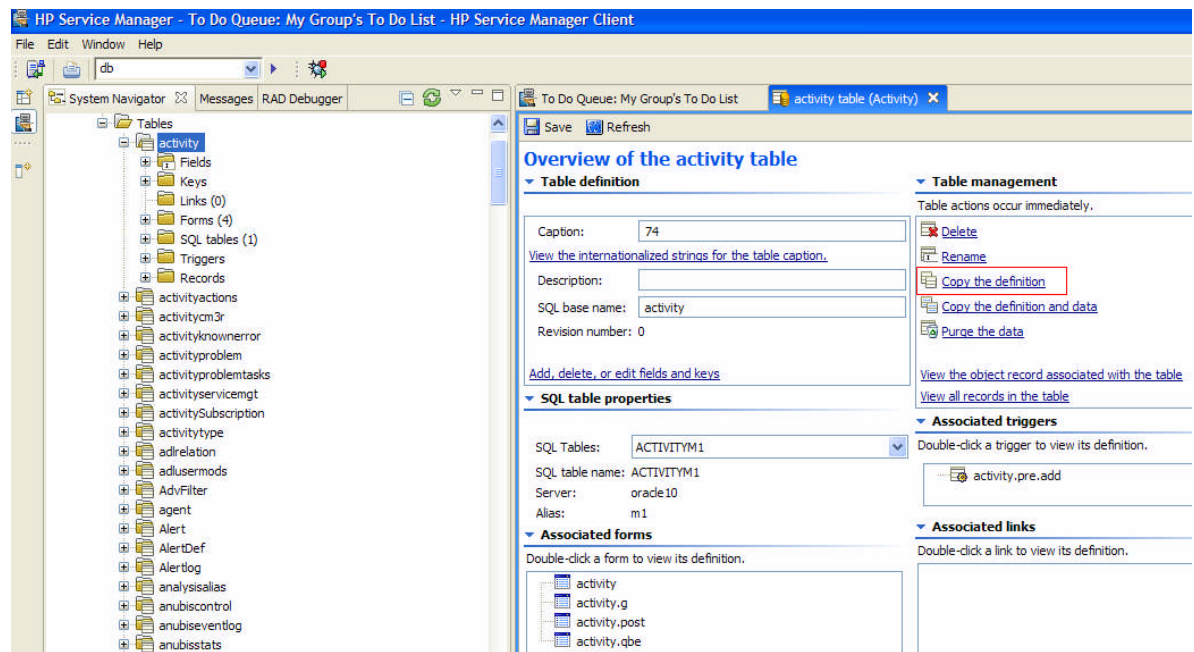 HP Service Manager - To Do Queue: My Group's To Do List - HP Service Manager Client
File Edit Window Help
db
System Navigator Messages RAD Debugger
Tables
activity
Fields
Keys
Links (0)
Forms (4)
SQL tables (1)
Triggers
Records
activityactions
activitycm3r
activityknownerror
activityproblem
activityproblemtasks
activityservicemgt
activitySubscription
activitytype
adlrelation
adlusermods
AdvFilter
agent
Alert
AlertDef
Alertlog
analysisalias
anubiscontrol
anubiseventlog
anubisstats
To Do Queue: My Group's To Do List activity table (Activity)
Save Refresh
Overview of the activity table
Table definition
Caption: 74
View the internationalized strings for the table caption.
Description:
SQL base name: activity
Revision number: 0
Add, delete, or edit fields and keys
SQL table properties
SQL Tables: ACTIVITYM1
SQL table name: ACTIVITYM1
Server: oracle10
Alias: m1
Associated forms
Double-click a form to view its definition.
activity
activity.g
activity.post
activity.qbe
Table management
Table actions occur immediately.
Delete
Rename
Copy the definition
Copy the definition and data
Purge the data
View the object record associated with the table
View all records in the table
Associated triggers
Double-click a trigger to view its definition.
activity.pre.add
Associated links
Double-click a link to view its definition.